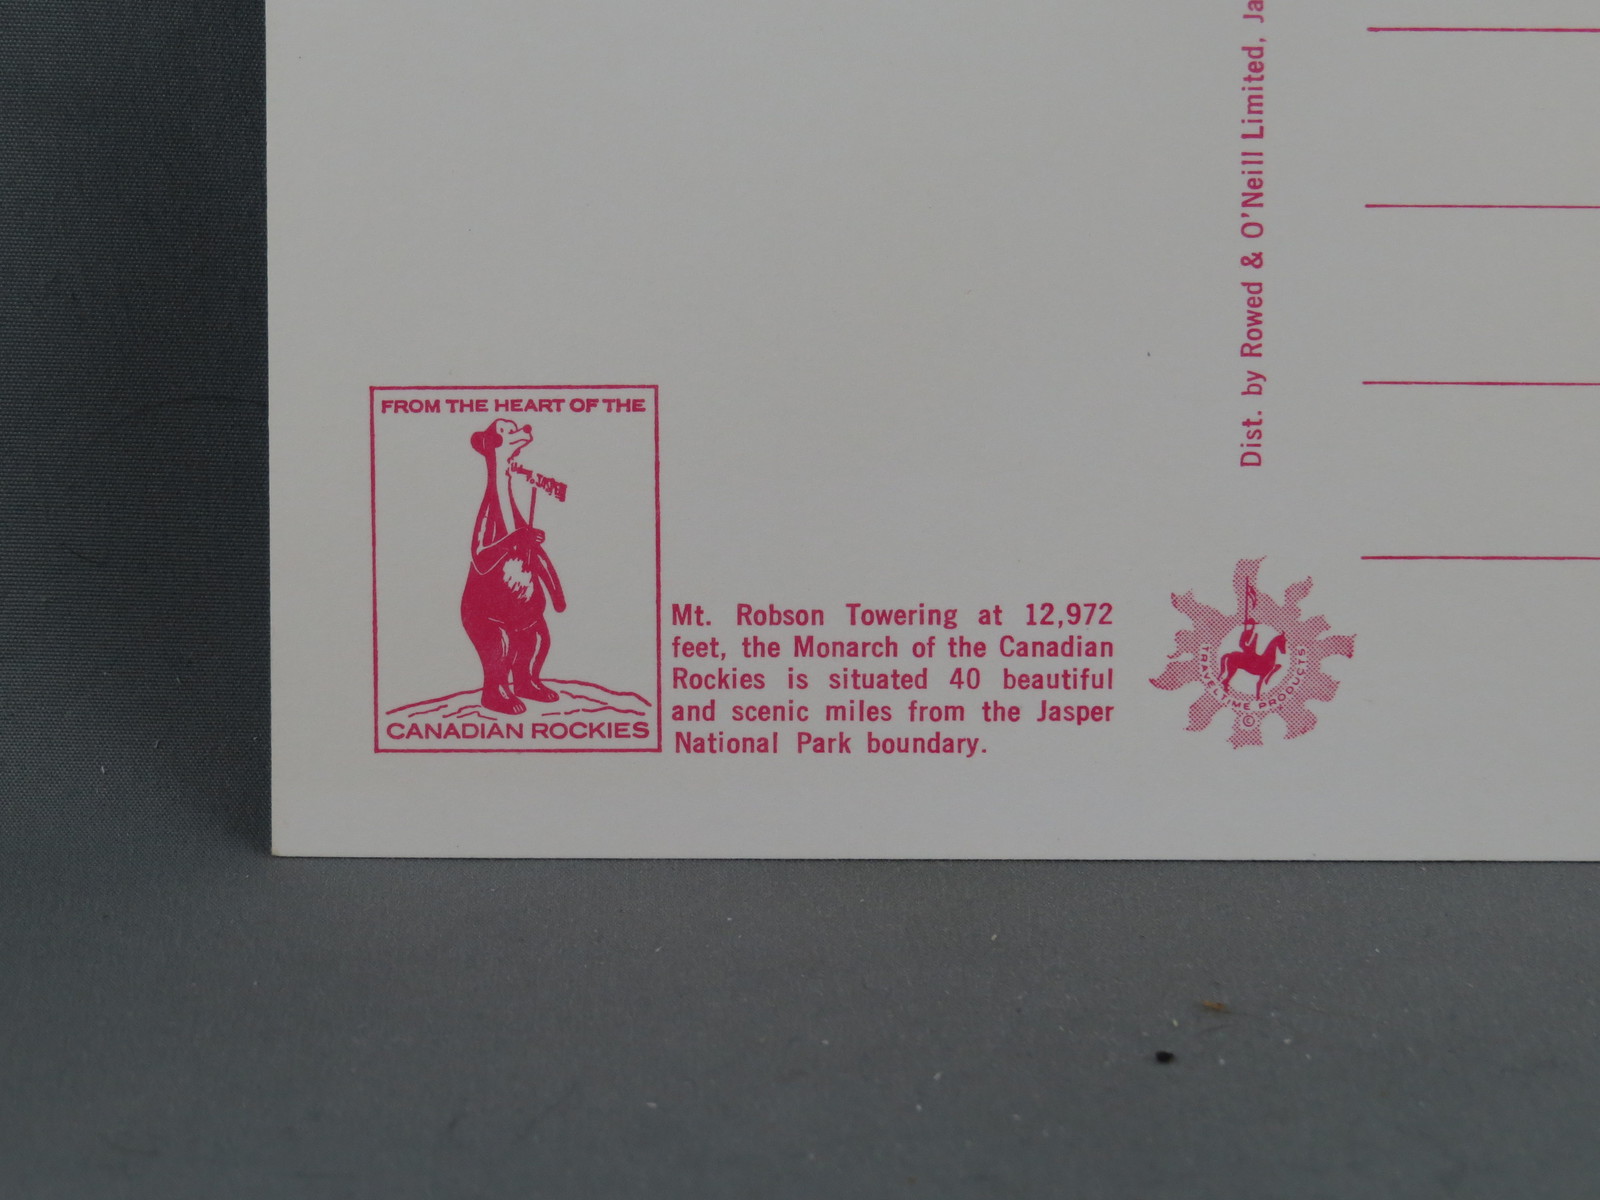 FROM THE HEART OF THE
CANADIAN ROCKIES
Mt. Robson Towering at 12,972
feet, the Monarch of the Canadian
Rockies is situated 40 beautiful
and scenic miles from the Jasper
National Park boundary.
Dist. by Rowed & O'Neill Limited, Ja
TRAVELTIME PRODUCTS
©